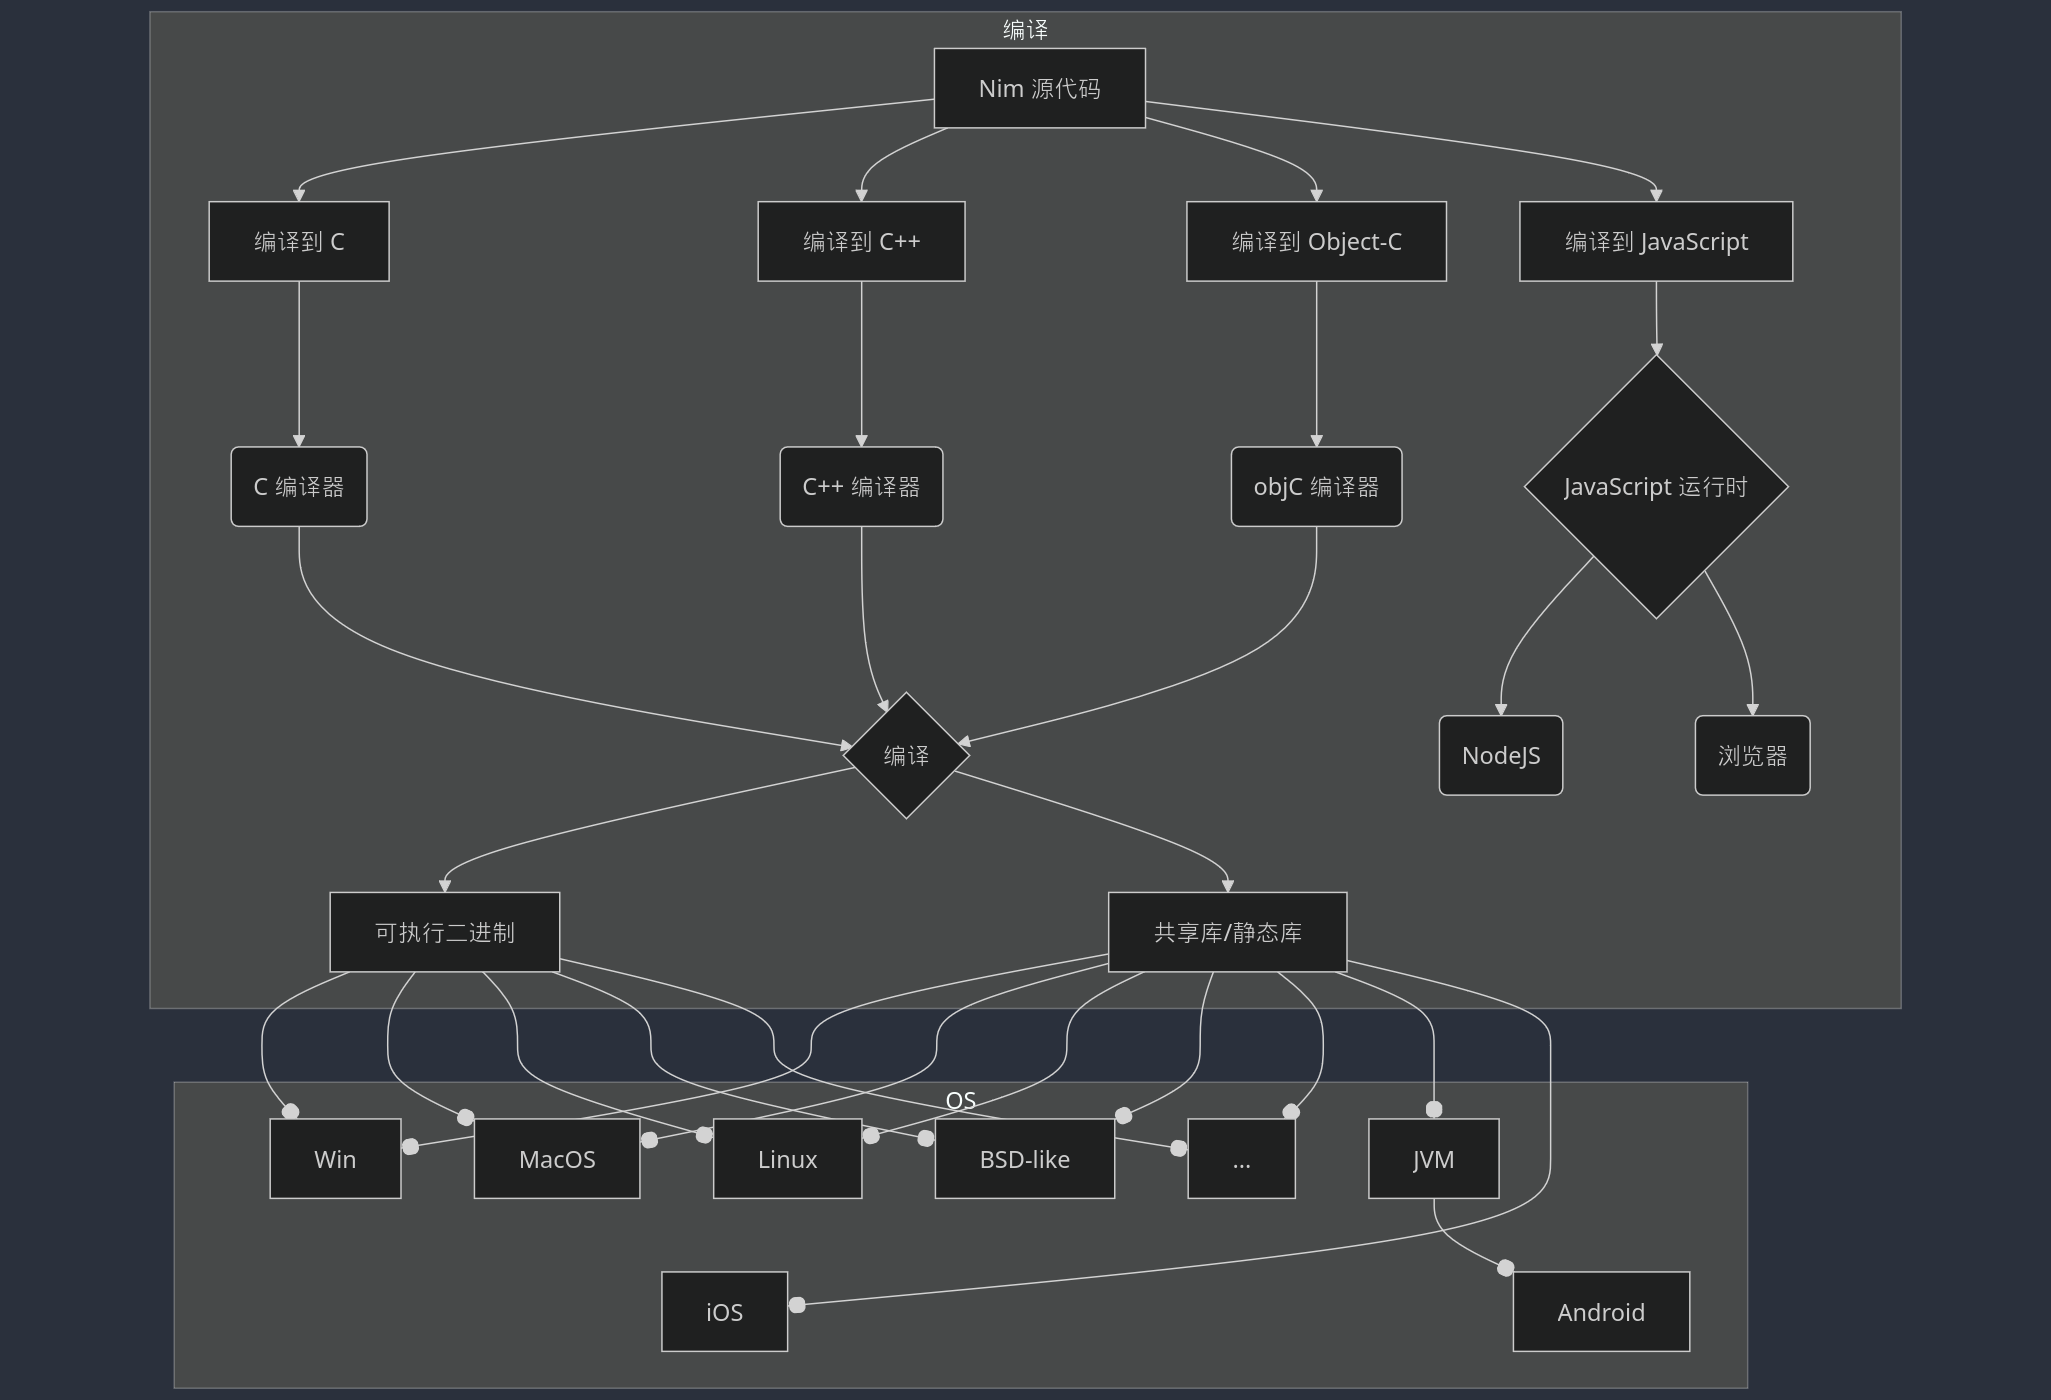 编译
Nim 源代码
编译到 C
编译到 C++
编译到 Object-C
编译到 JavaScript
C 编译器
C++ 编译器
objC 编译器
JavaScript 运行时
编译
NodeJS
浏览器
可执行二进制
共享库/静态库
OS
Win
MacOS
Linux
BSD-like
...
JVM
iOS
Android